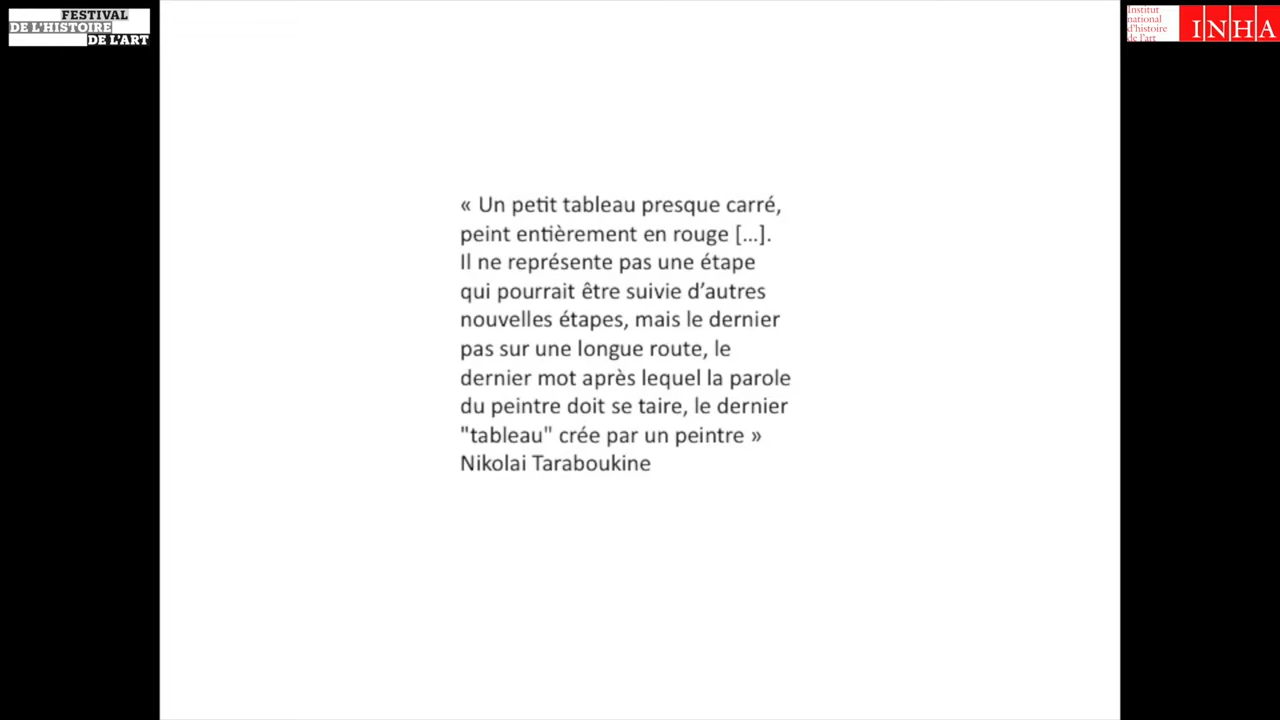 FESTIVAL
DE L'HISTOIRE
DE L'ART
Institut
national
d'histoire
de l'art
INHA
« Un petit tableau presque carré,
peint entièrement en rouge [...].
Il ne représente pas une étape
qui pourrait être suivie d’autres
nouvelles étapes, mais le dernier
pas sur une longue route, le
dernier mot après lequel la parole
du peintre doit se taire, le dernier
"tableau" crée par un peintre »
Nikolai Taraboukine